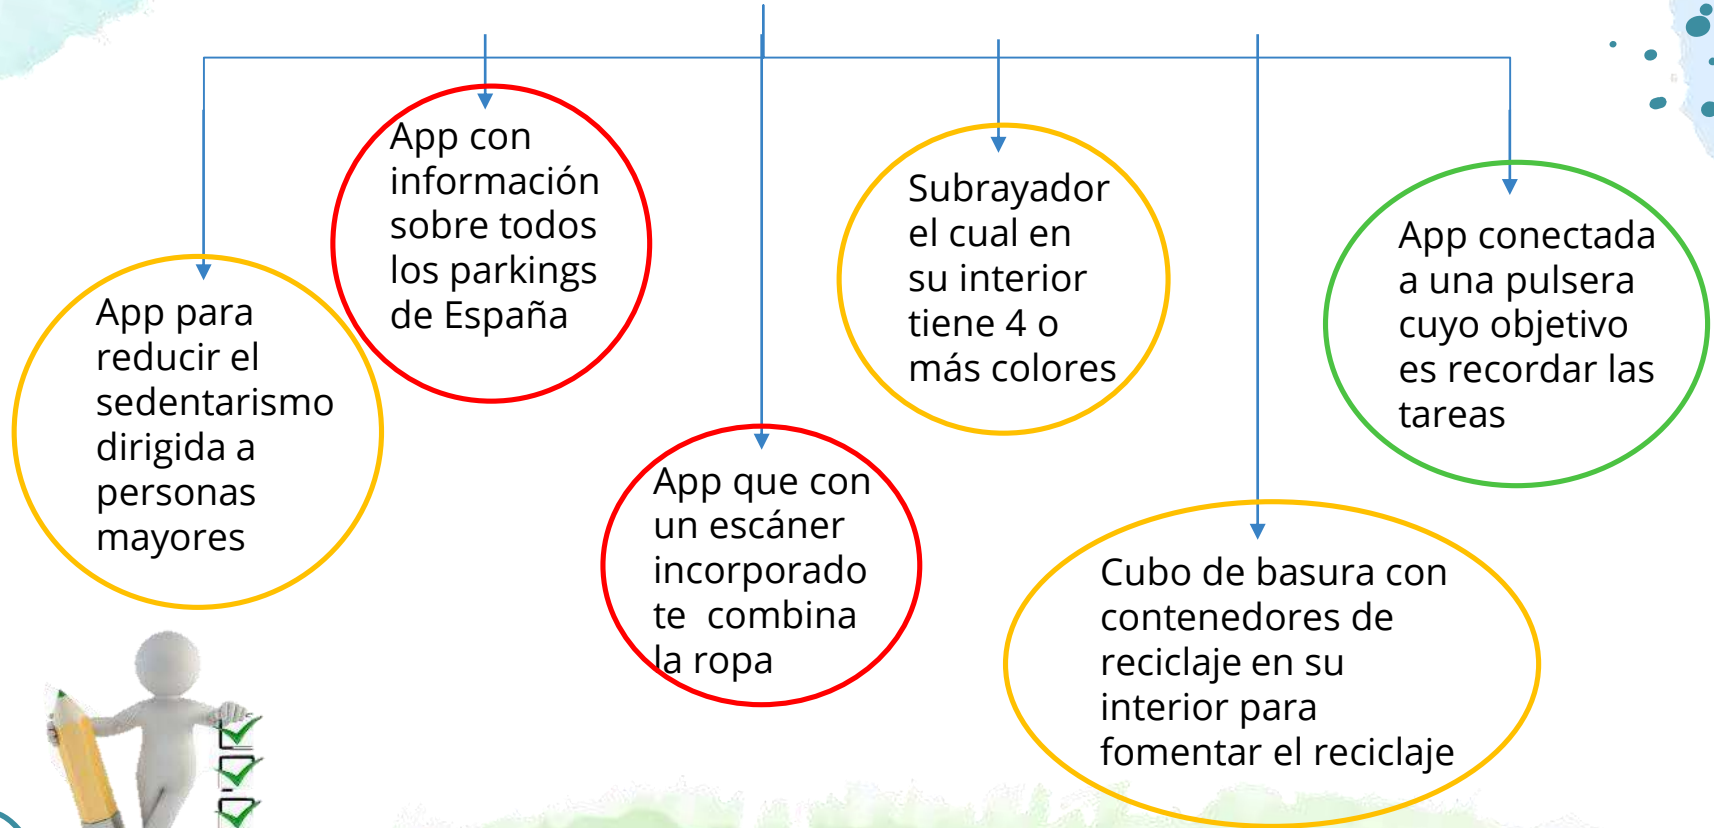 App para
reducir el
sedentarismo
dirigida a
personas
mayores
App con
información
sobre todos
los parkings
de España
App que con
un escáner
incorporado
te combina
la ropa
Subrayador
el cual en
su interior
tiene 4 o
más colores
Cubo de basura con
contenedores de
reciclaje en su
interior para
fomentar el reciclaje
App conectada
a una pulsera
cuyo objetivo
es recordar las
tareas